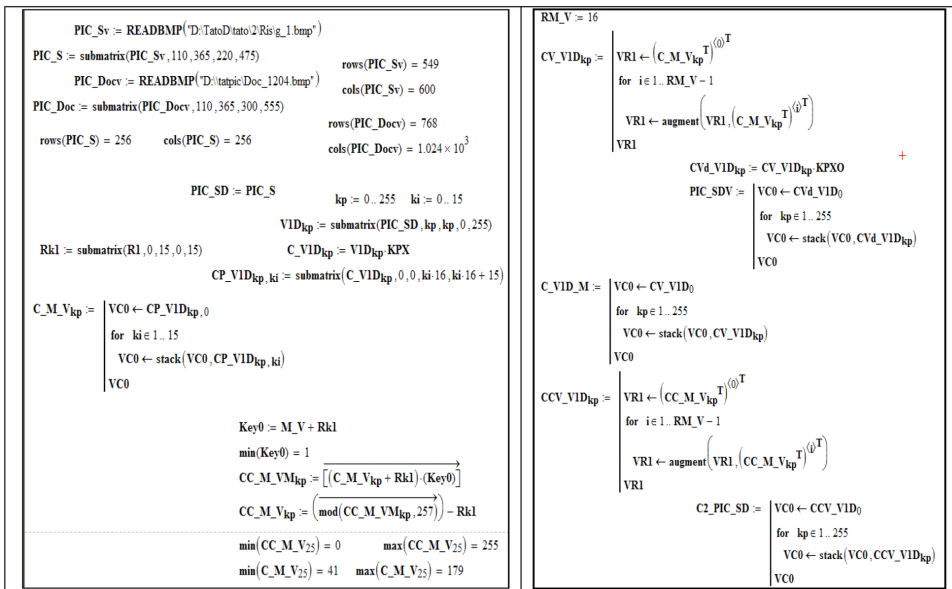 PIC_Sv := READBMP("D:\TatoD\tato\2\Ris\g_1.bmp")
PIC_S := submatrix(PIC_Sv,110,365,220,475)
rows(PIC_Sv) = 549
PIC_Docv := READBMP("D:\\tatpic\Doc_1204.bmp")
cols(PIC_Sv) = 600
PIC_Doc := submatrix(PIC_Docv,110,365,300,555)
rows(PIC_Docv) = 768
rows(PIC_S) = 256 cols(PIC_S) = 256
cols(PIC_Docv) = 1.024 × 10^3
PIC_SD := PIC_S
kp := 0.. 255 ki := 0.. 15
V1D_kp := submatrix(PIC_SD,kp,kp,0,255)
Rk1 := submatrix(R1,0,15,0,15) C_V1D_kp := V1D_kp·KPX
CP_V1D_kp,ki := submatrix(C_V1D_kp,0,0,ki·16,ki·16 + 15)
C_M_V_kp := VC0 ← CP_V1D_kp,0
for ki ∈ 1.. 15
VC0 ← stack(VC0,CP_V1D_kp,ki)
VC0
Key0 := M_V + Rk1
min(Key0) = 1
CC_M_VM_kp := [(C_M_V_kp + Rk1)·(Key0)]
CC_M_V_kp := (mod(CC_M_VM_kp,257)) − Rk1
min(CC_M_V_25) = 0 max(CC_M_V_25) = 255
min(C_M_V_25) = 41 max(C_M_V_25) = 179
RM_V := 16
CV_V1D_kp := VR1 ← (C_M_V_kp^T)^⟨0⟩^T
for i ∈ 1.. RM_V − 1
VR1 ← augment(VR1,(C_M_V_kp^T)^⟨i⟩^T)
VR1
CVd_V1D_kp := CV_V1D_kp·KPXO
PIC_SDV := VC0 ← CVd_V1D_0
for kp ∈ 1.. 255
VC0 ← stack(VC0,CVd_V1D_kp)
VC0
C_V1D_M := VC0 ← CV_V1D_0
for kp ∈ 1.. 255
VC0 ← stack(VC0,CV_V1D_kp)
VC0
CCV_V1D_kp := VR1 ← (CC_M_V_kp^T)^⟨0⟩^T
for i ∈ 1.. RM_V − 1
VR1 ← augment(VR1,(CC_M_V_kp^T)^⟨i⟩^T)
VR1
C2_PIC_SD := VC0 ← CCV_V1D_0
for kp ∈ 1.. 255
VC0 ← stack(VC0,CCV_V1D_kp)
VC0